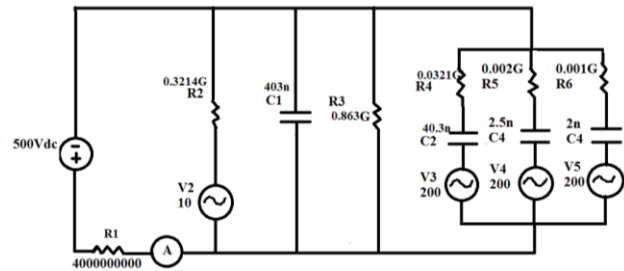 0.3214G
R2
403n
C1
R3
0.863G
0.0321G
R4
0.002G
R5
0.001G
R6
500Vdc
40.3n
C2
2.5n
C4
2n
C4
V2
10
V3
200
V4
200
V5
200
R1
A
4000000000